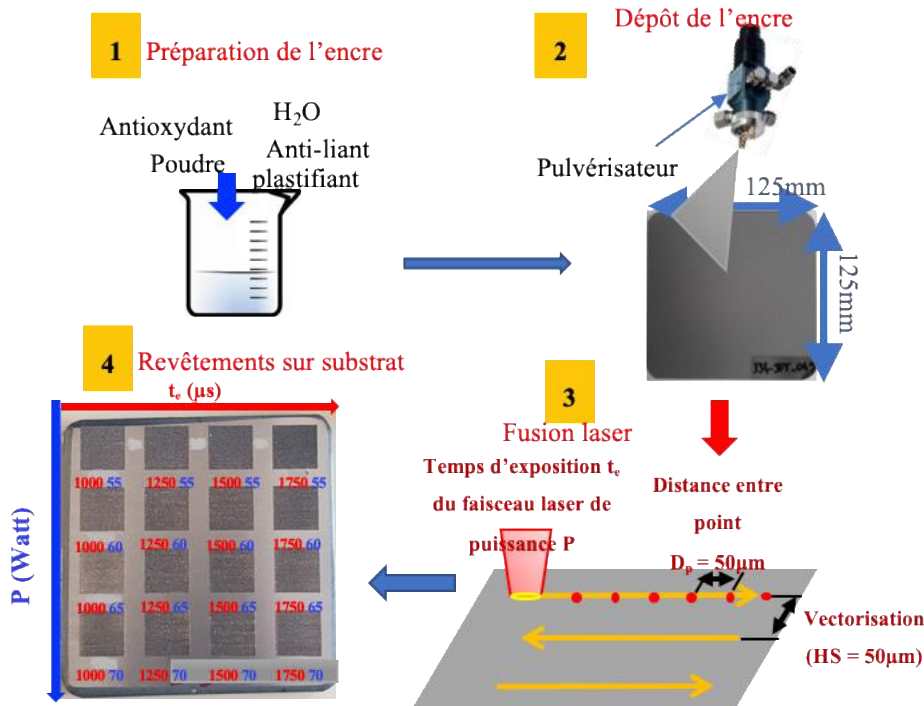 1 Préparation de l’encre
Antioxydant
Poudre
H₂O
Anti-liant
plastifiant
2
Dépôt de l’encre
Pulvérisateur
125mm
125mm
3
Fusion laser
Temps d’exposition tₑ
du faisceau laser de
puissance P
Distance entre
point
Dₚ = 50µm
Vectorisation
(HS = 50µm)
4 Revêtements sur substrat
tₑ (µs)
P (Watt)
1000 55 1250 55 1500 55 1750 55
1000 60 1250 60 1500 60 1750 60
1000 65 1250 65 1500 65 1750 65
1000 70 1250 70 1500 70 1750 70